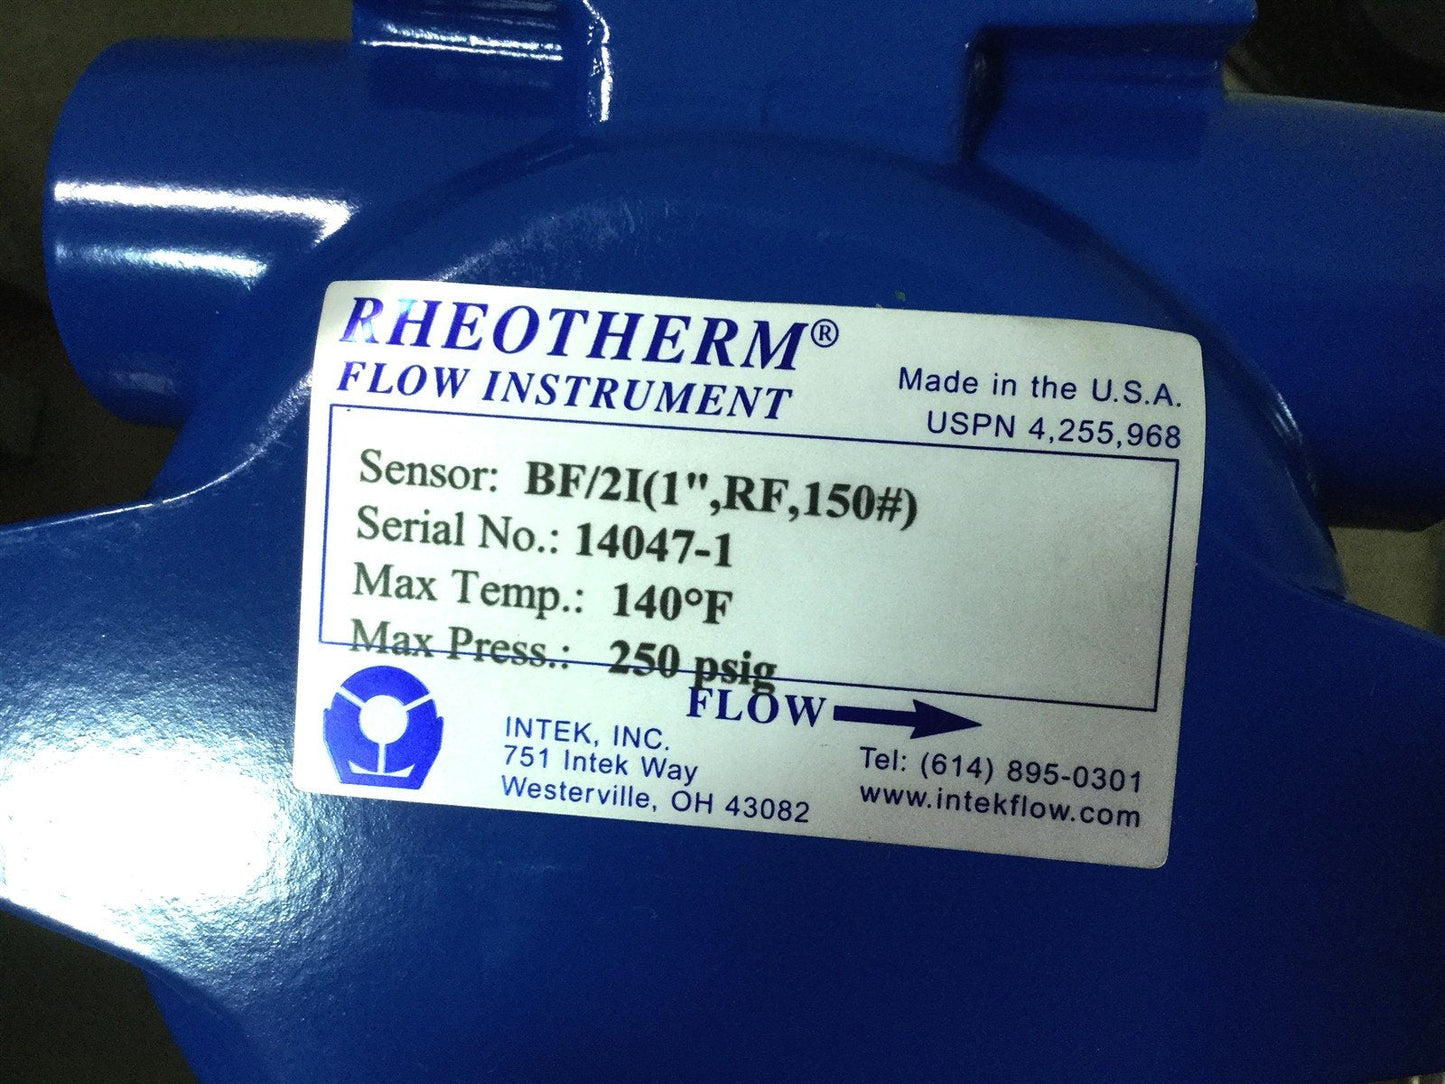 RHEOTHERM®
FLOW INSTRUMENT
Made in the U.S.A.
USPN 4,255,968
Sensor: BF/2I(1",RF,150#)
Serial No.: 14047-1
Max Temp.: 140°F
Max Press.: 250 psig
FLOW
INTEK, INC.
751 Intek Way
Westerville, OH 43082
Tel: (614) 895-0301
www.intekflow.com